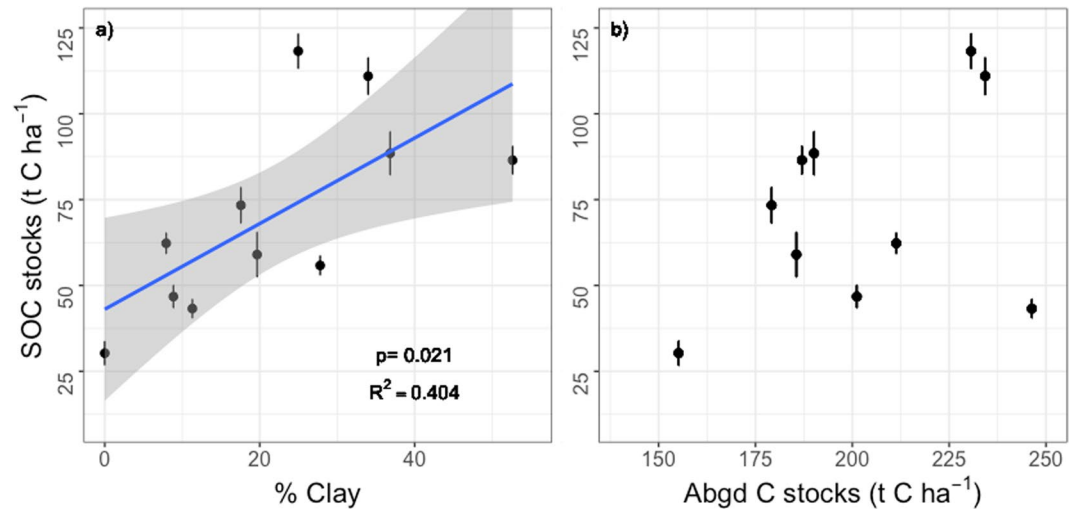 a)
SOC stocks (t C ha⁻¹)
125
100
75
50
25
p= 0.021
R² = 0.404
0
20
40
% Clay
b)
125
100
75
50
25
150
175
200
225
250
Abgd C stocks (t C ha⁻¹)